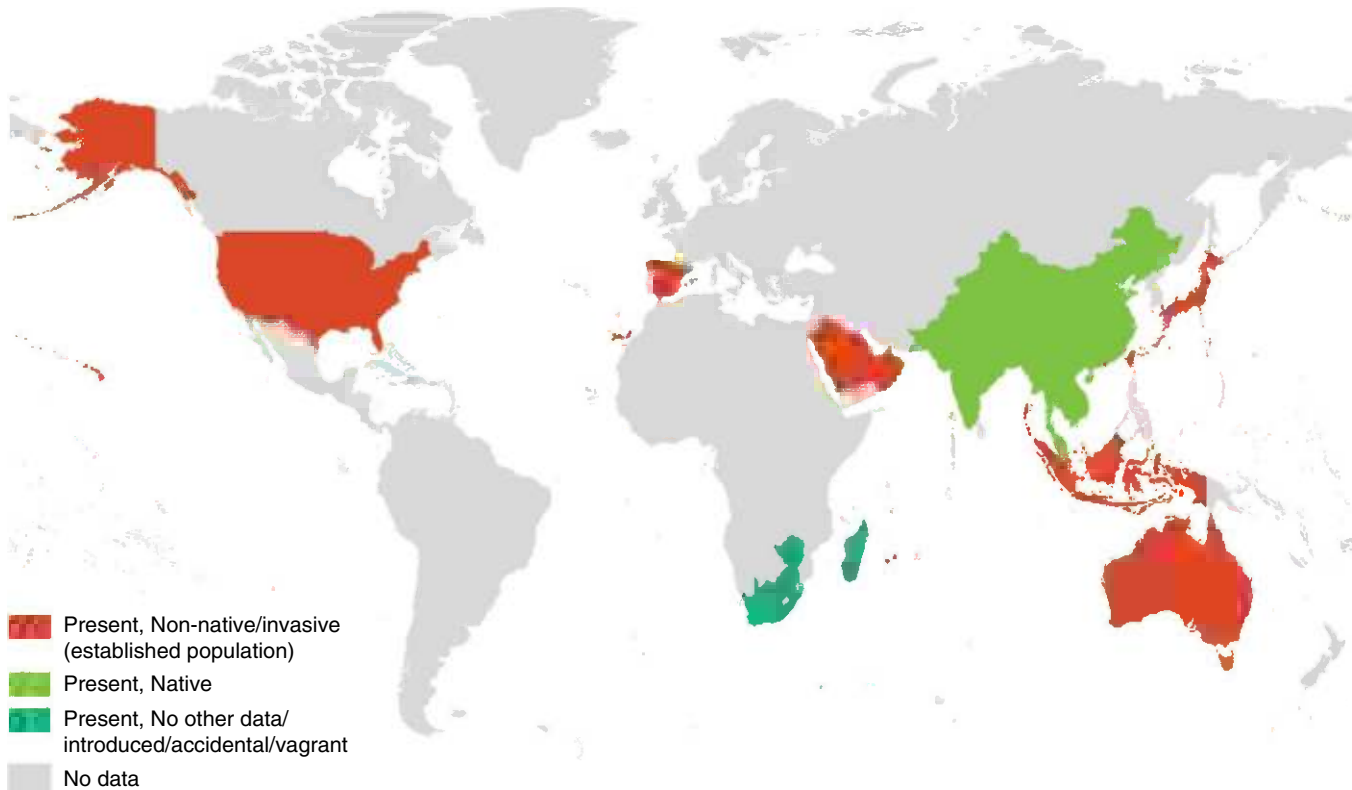 Present, Non-native/invasive
(established population)
Present, Native
Present, No other data/
introduced/accidental/vagrant
No data